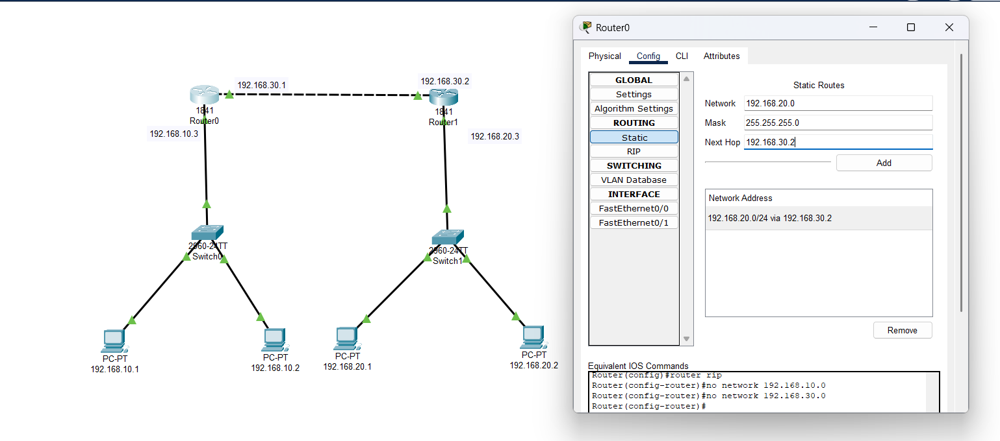 192.168.30.1
192.168.30.2
1841
Router0
1841
Router1
192.168.10.3
192.168.20.3
2960-24TT
Switch0
2960-24TT
Switch1
PC-PT
192.168.10.1
PC-PT
192.168.10.2
PC-PT
192.168.20.1
PC-PT
192.168.20.2
Router0
Physical Config CLI Attributes
GLOBAL
Settings
Algorithm Settings
ROUTING
Static
RIP
SWITCHING
VLAN Database
INTERFACE
FastEthernet0/0
FastEthernet0/1
Static Routes
Network 192.168.20.0
Mask 255.255.255.0
Next Hop 192.168.30.2
Add
Network Address
192.168.20.0/24 via 192.168.30.2
Remove
Equivalent IOS Commands
Router(config)#router rip
Router(config-router)#no network 192.168.10.0
Router(config-router)#no network 192.168.30.0
Router(config-router)#